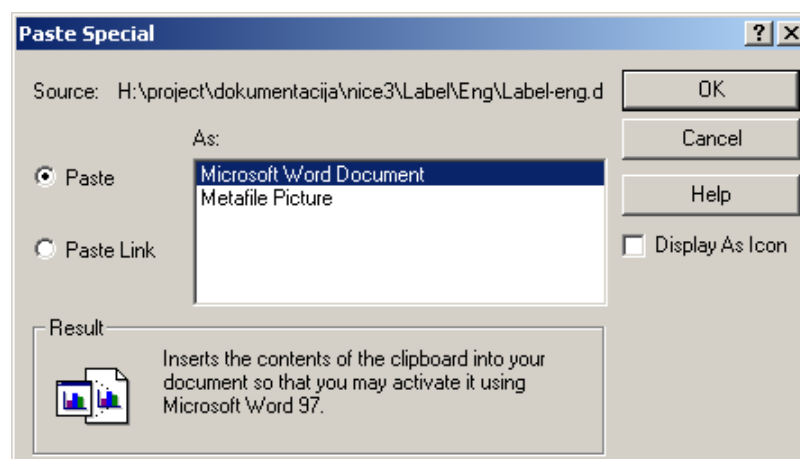 Paste Special
Source: H:\project\dokumentacija\nice3\Label\Eng\Label-eng.d
OK
As:
Cancel
Paste
Microsoft Word Document
Metafile Picture
Help
Paste Link
Display As Icon
Result
Inserts the contents of the clipboard into your
document so that you may activate it using
Microsoft Word 97.